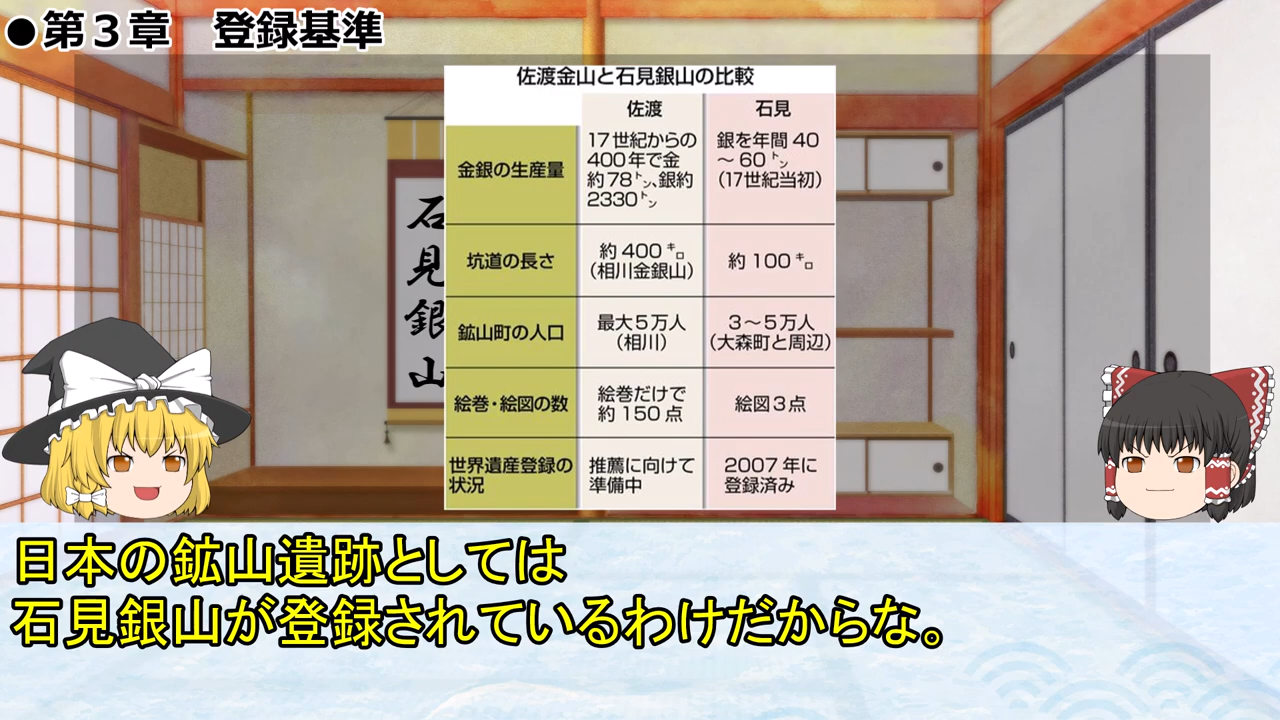 ●第３章　登録基準
石見銀山
佐渡金山と石見銀山の比較
佐渡
石見
金銀の生産量
17世紀からの
400年で金
約78㌧、銀約
2330㌧
銀を年間40
～60㌧
（17世紀当初）
坑道の長さ
約400㌔
（相川金銀山）
約100㌔
鉱山町の人口
最大5万人
（相川）
3～5万人
（大森町と周辺）
絵巻・絵図の数
絵巻だけで
約150点
絵図3点
世界遺産登録の
状況
推薦に向けて
準備中
2007年に
登録済み
日本の鉱山遺跡としては
石見銀山が登録されているわけだからな。